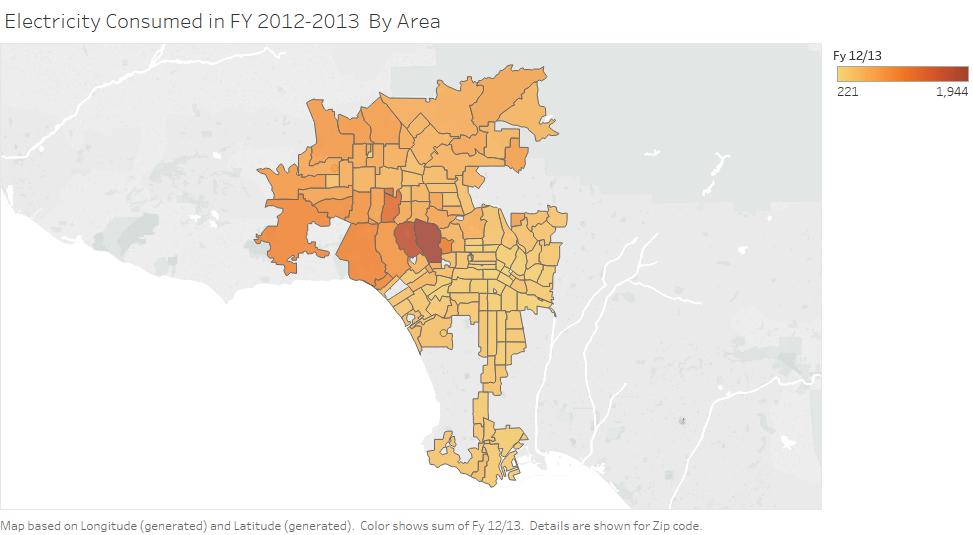 Electricity Consumed in FY 2012-2013  By Area
Fy 12/13
221 1,944
Map based on Longitude (generated) and Latitude (generated).  Color shows sum of Fy 12/13.  Details are shown for Zip code.